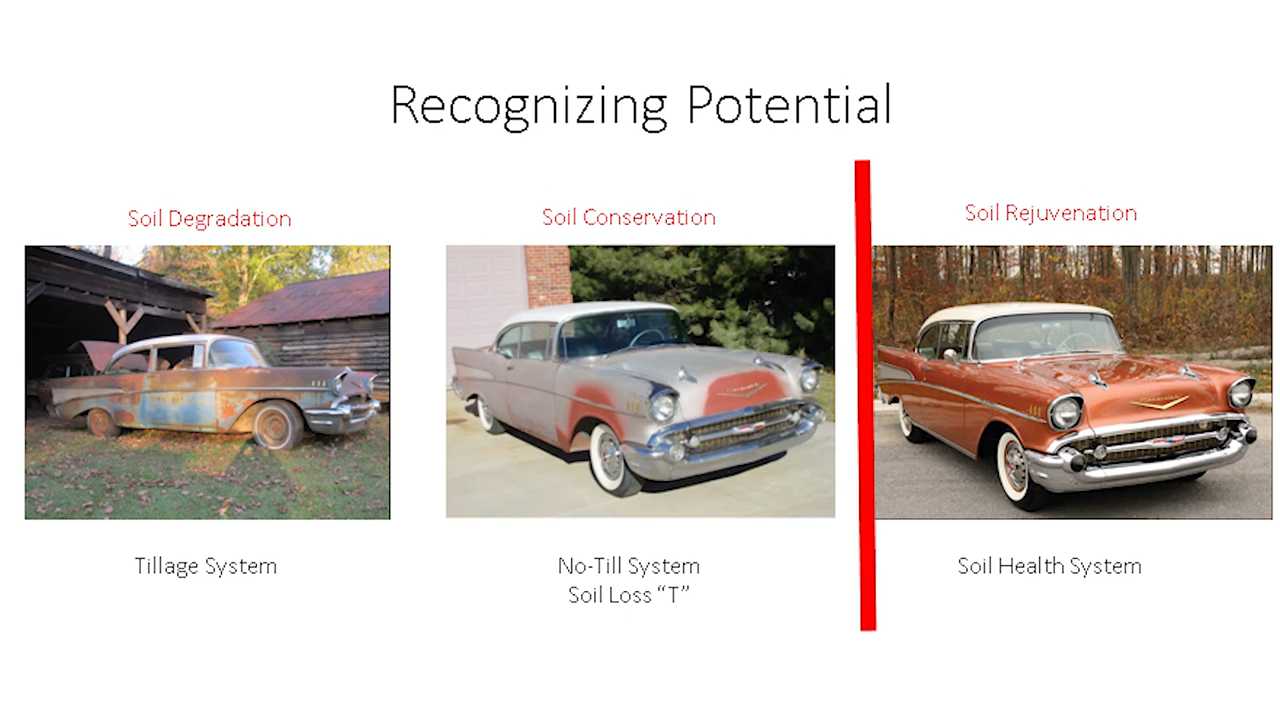 Recognizing Potential
Soil Degradation
Soil Conservation
Soil Rejuvenation
Tillage System
No-Till System
Soil Loss “T”
Soil Health System